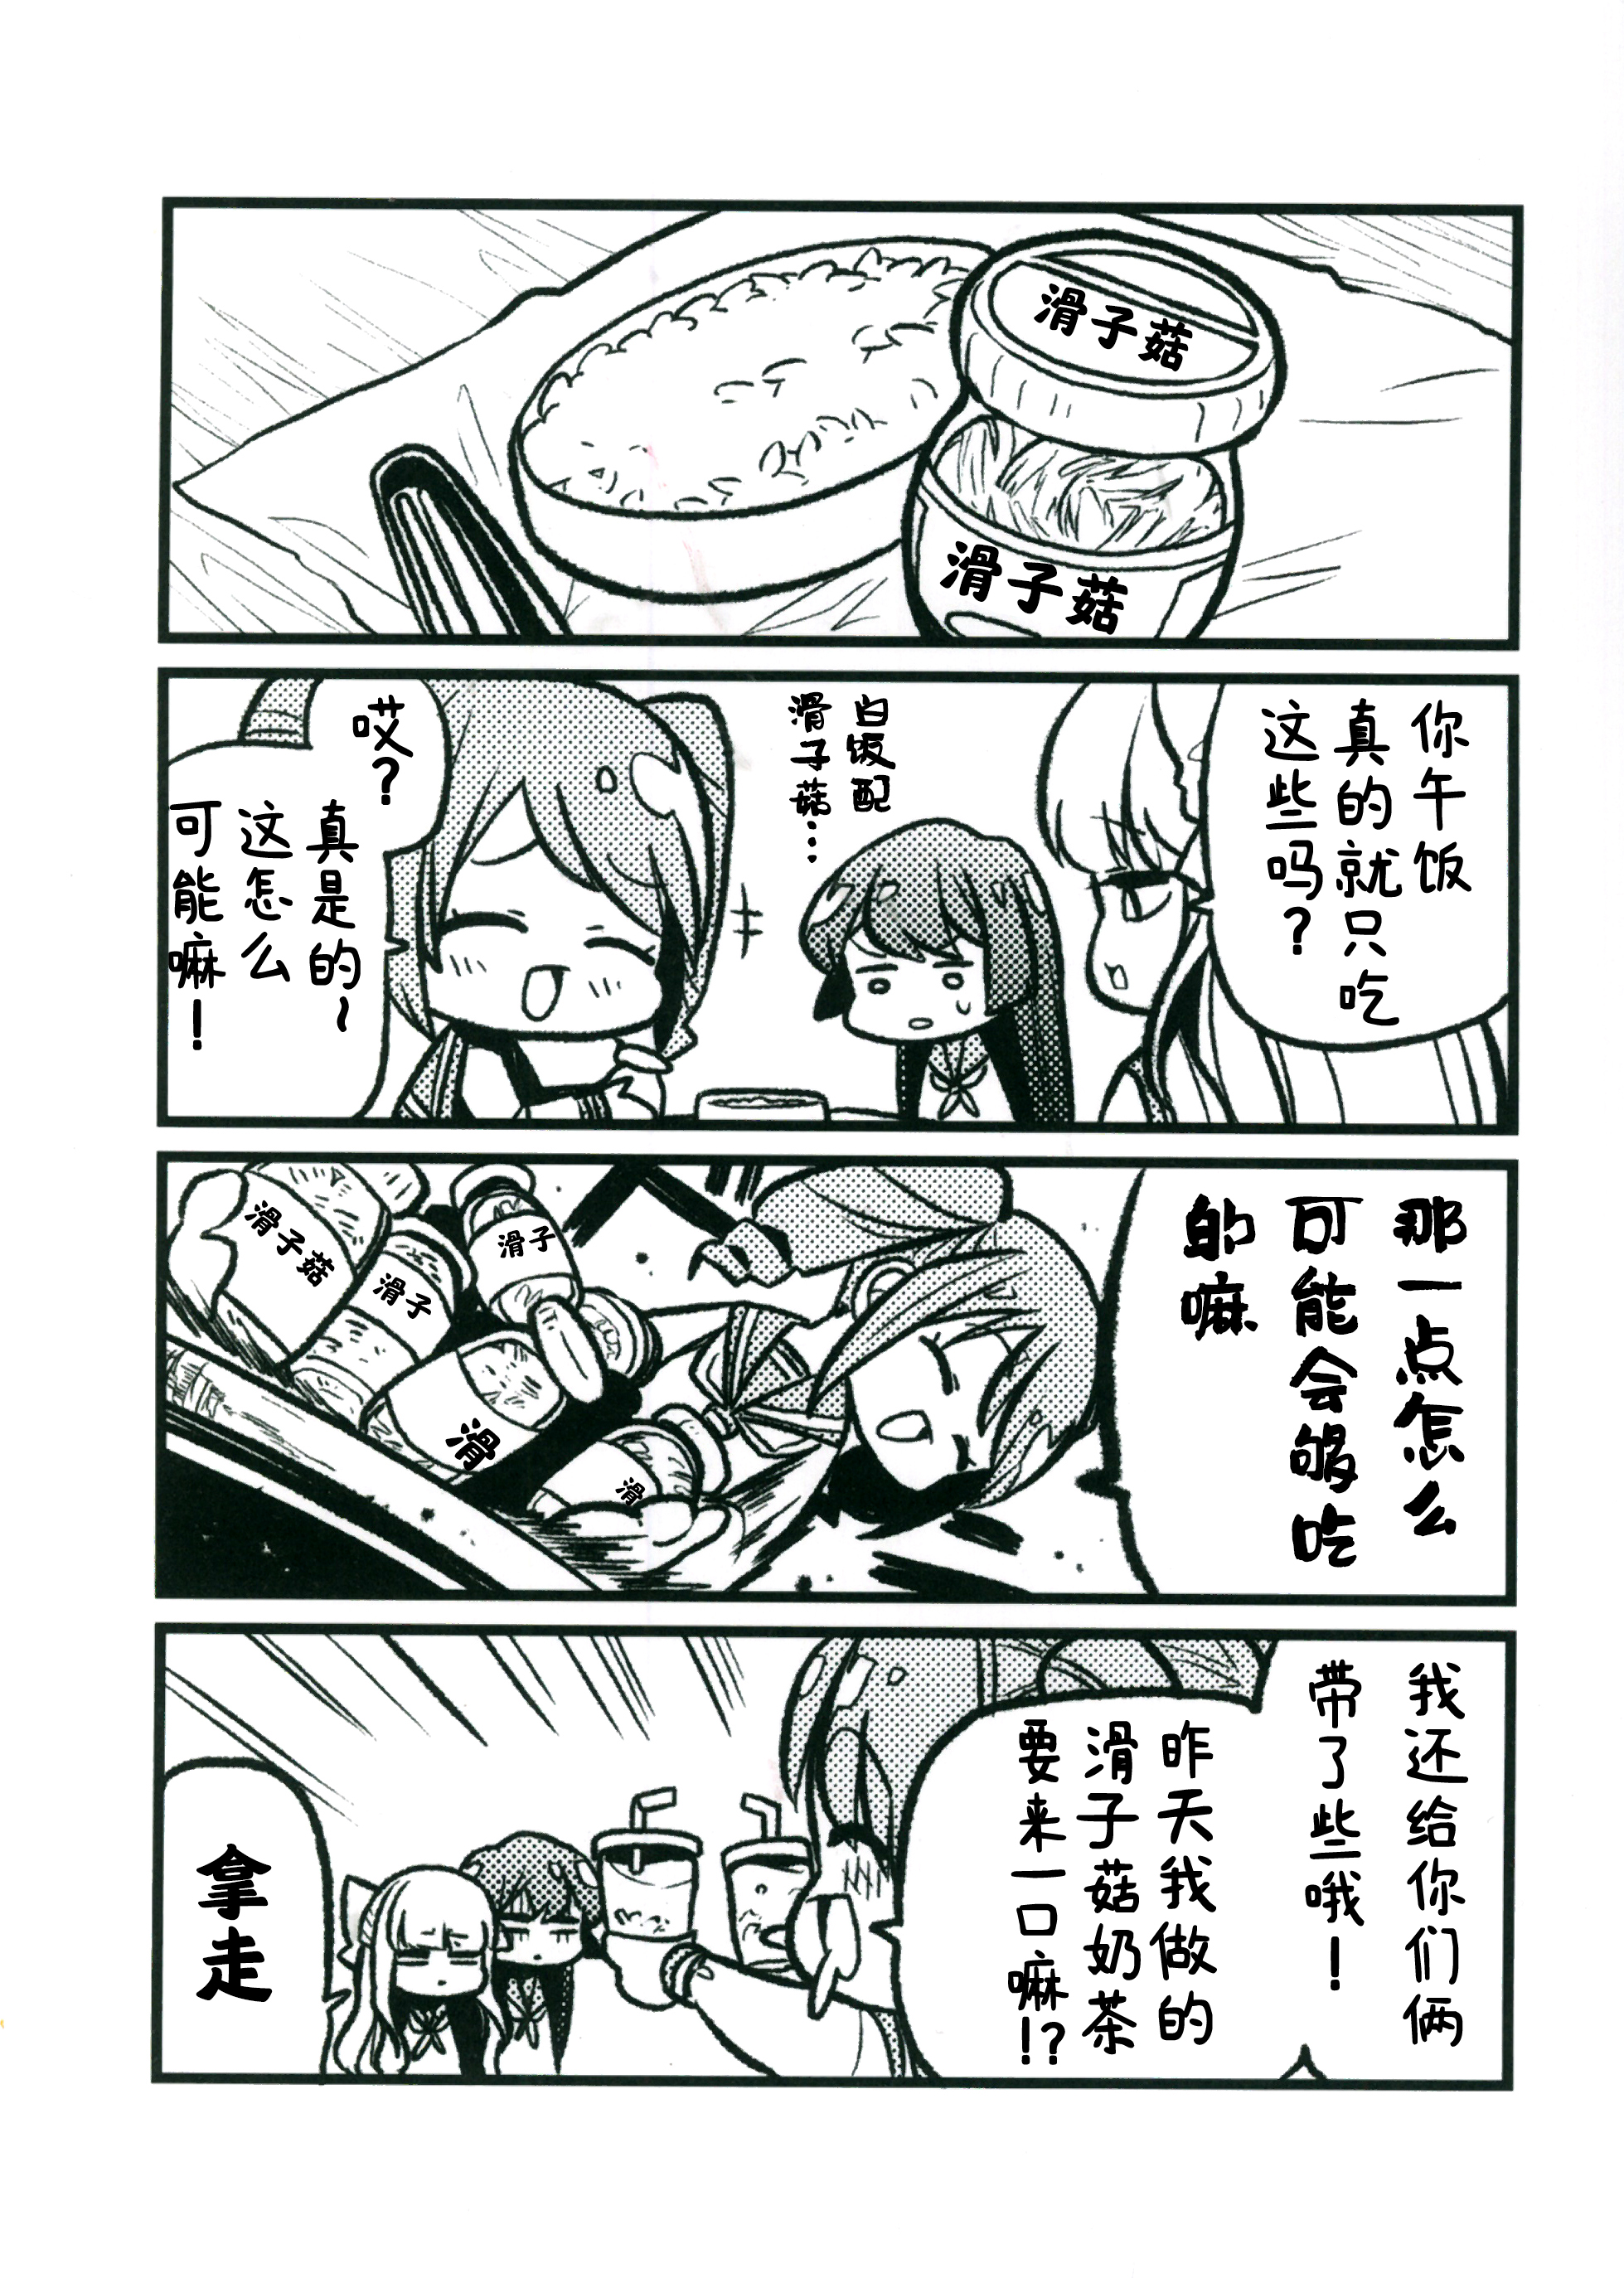 滑子菇
滑子菇
你午饭
真的就只吃
这些吗？
白饭配
滑子菇…
哎？
真是的~
这怎么
可能嘛！
那一点怎么
可能会够吃
的嘛
滑子菇
滑子
滑子
滑
滑
我还给你们俩
带了些哦！
昨天我做的
滑子菇奶茶
要来一口嘛！？
拿走